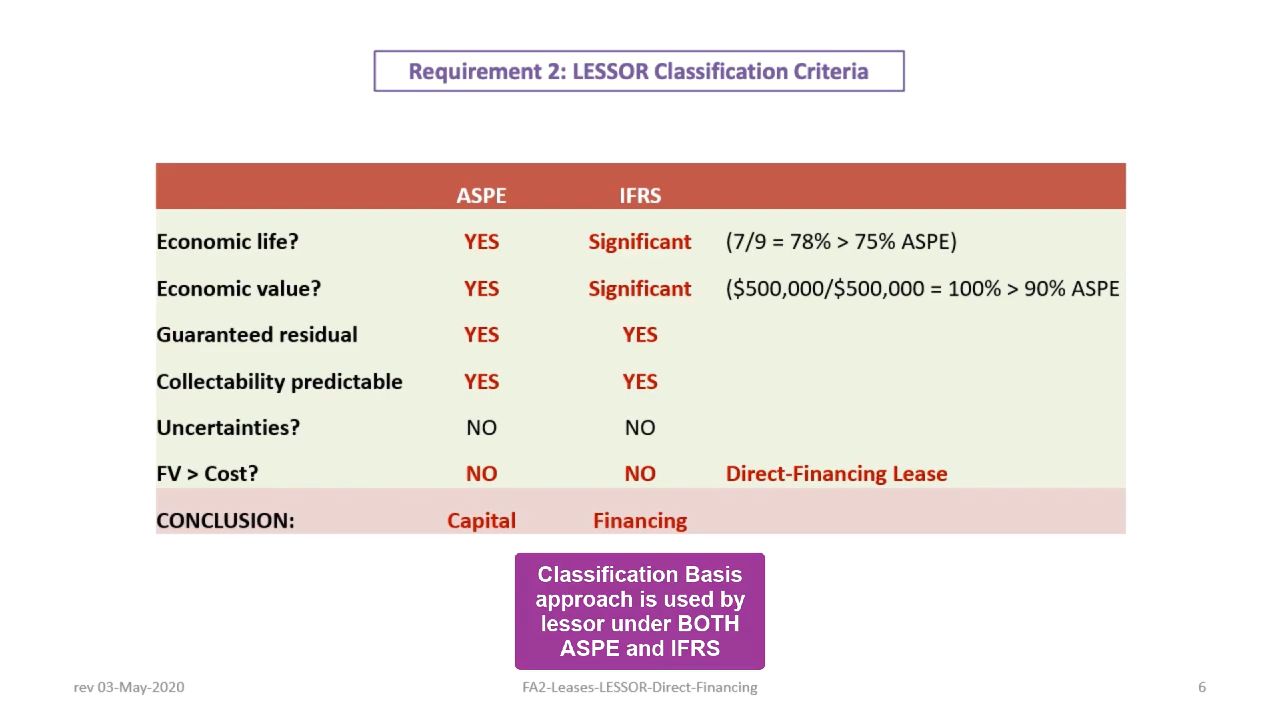 Requirement 2: LESSOR Classification Criteria
ASPE IFRS
Economic life? YES Significant (7/9 = 78% > 75% ASPE)
Economic value? YES Significant ($500,000/$500,000 = 100% > 90% ASPE
Guaranteed residual YES YES
Collectability predictable YES YES
Uncertainties? NO NO
FV > Cost? NO NO Direct-Financing Lease
CONCLUSION: Capital Financing
Classification Basis
approach is used by
lessor under BOTH
ASPE and IFRS
rev 03-May-2020 FA2-Leases-LESSOR-Direct-Financing 6